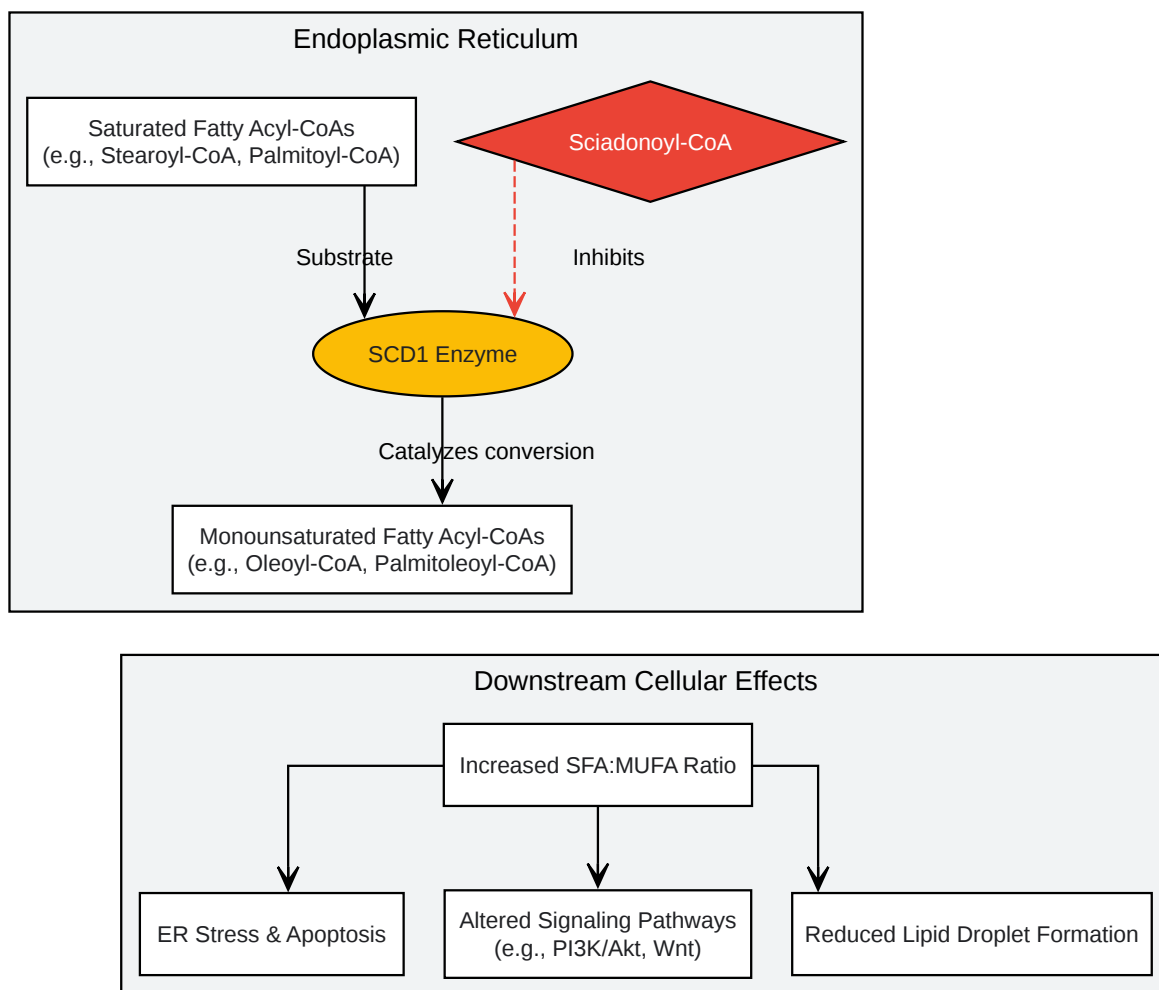 Endoplasmic Reticulum
Saturated Fatty Acyl-CoAs
(e.g., Stearoyl-CoA, Palmitoyl-CoA)
Sciadonoyl-CoA
Substrate
Inhibits
SCD1 Enzyme
Catalyzes conversion
Monounsaturated Fatty Acyl-CoAs
(e.g., Oleoyl-CoA, Palmitoleoyl-CoA)
Downstream Cellular Effects
Increased SFA:MUFA Ratio
ER Stress & Apoptosis
Altered Signaling Pathways
(e.g., PI3K/Akt, Wnt)
Reduced Lipid Droplet Formation